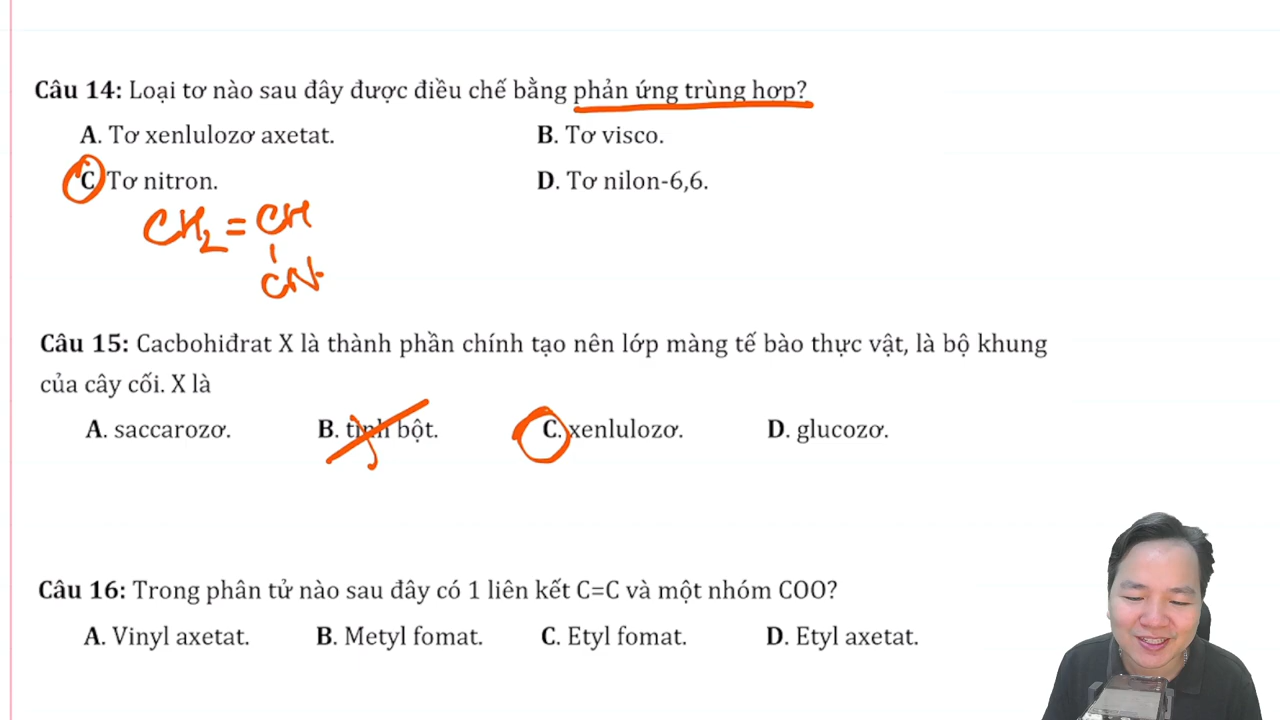 Câu 14: Loại tơ nào sau đây được điều chế bằng phản ứng trùng hơp?
A. Tơ xenlulozơ axetat. B. Tơ visco.
C Tơ nitron. D. Tơ nilon-6,6.
CH2 = CH
CN
Câu 15: Cacbohiđrat X là thành phần chính tạo nên lớp màng tế bào thực vật, là bộ khung
của cây cối. X là
A. saccarozơ. B. tinh bột. C. xenlulozơ. D. glucozơ.
Câu 16: Trong phân tử nào sau đây có 1 liên kết C=C và một nhóm COO?
A. Vinyl axetat. B. Metyl fomat. C. Etyl fomat. D. Etyl axetat.